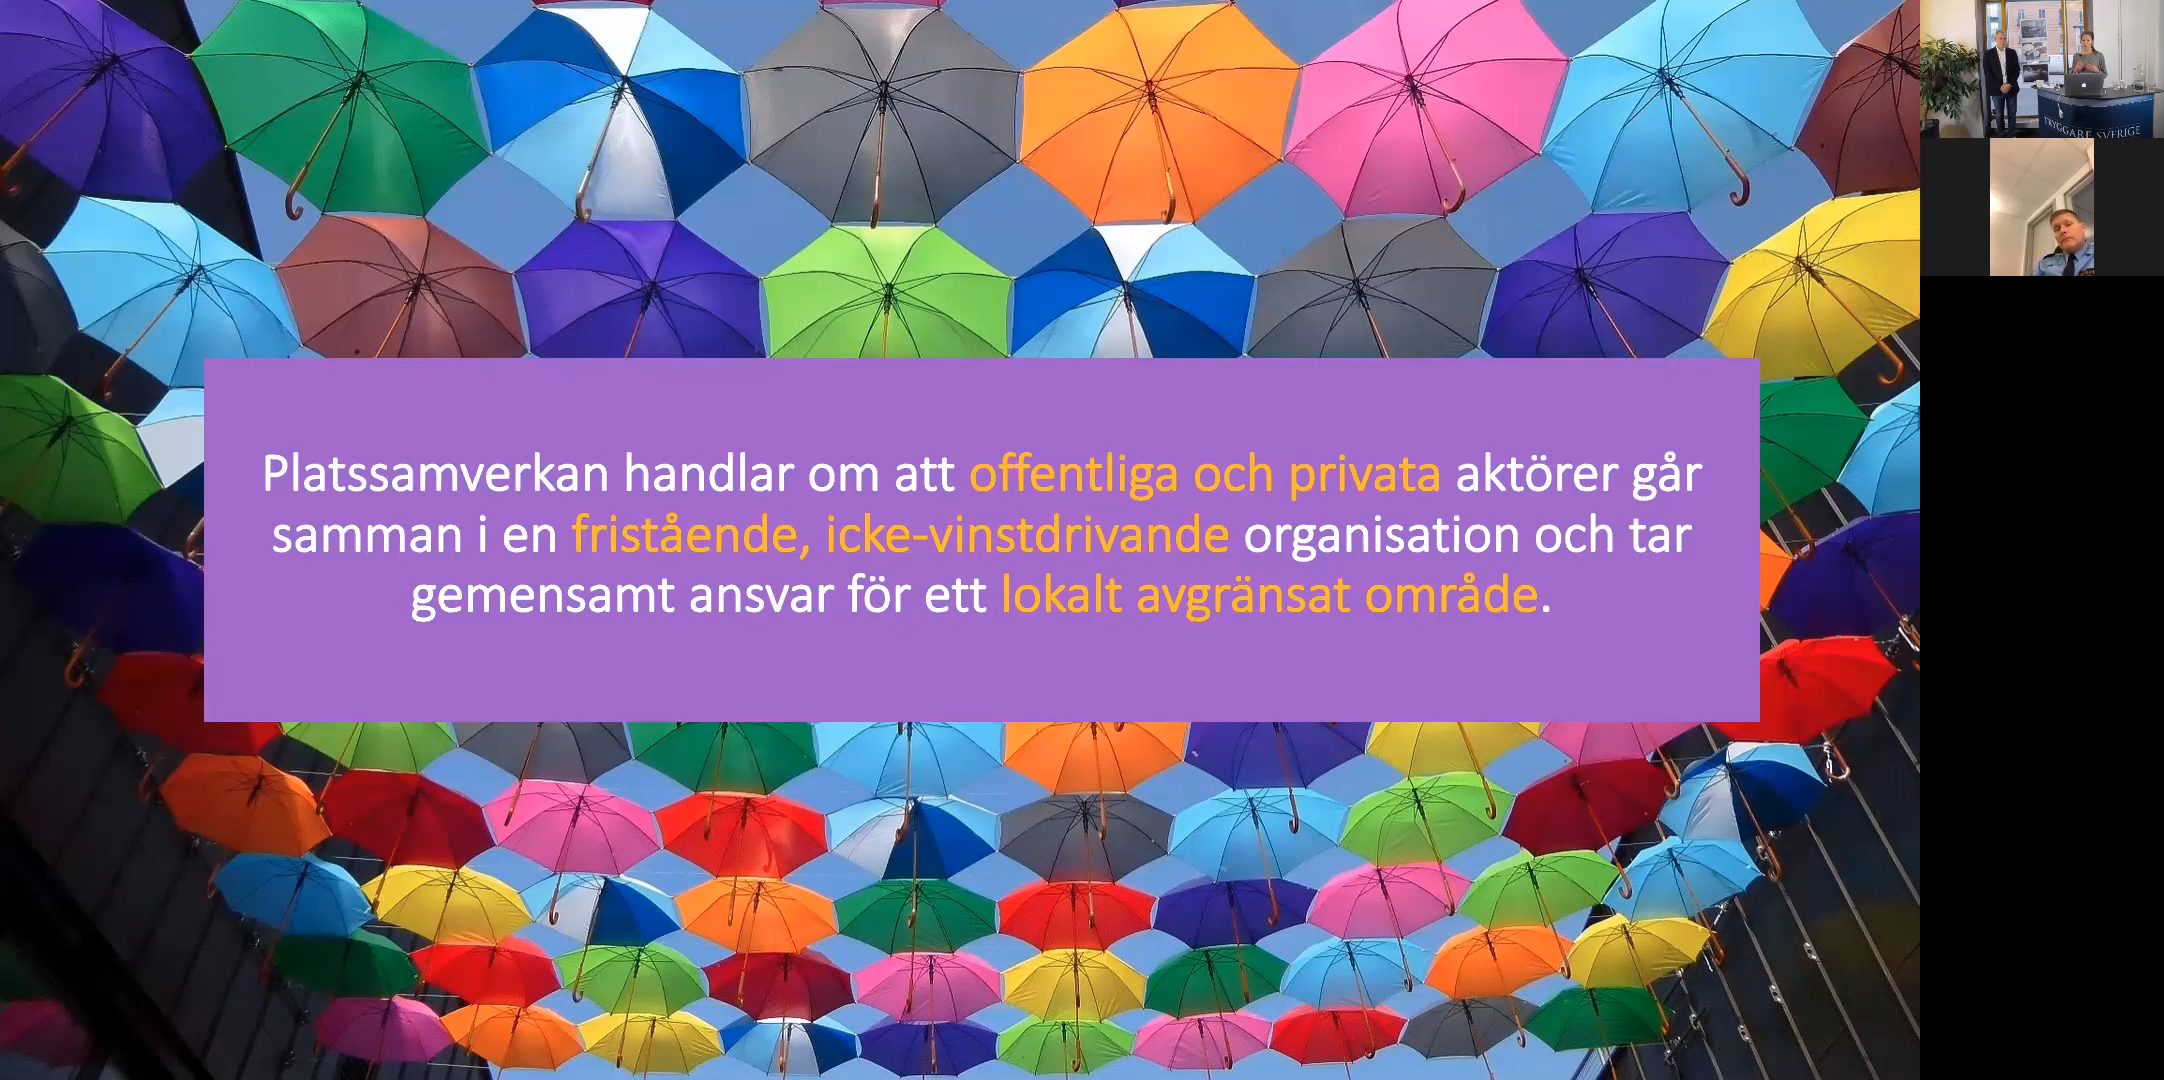 Platssamverkan handlar om att offentliga och privata aktörer går
samman i en fristående, icke-vinstdrivande organisation och tar
gemensamt ansvar för ett lokalt avgränsat område.
TRYGGARE SVERIGE